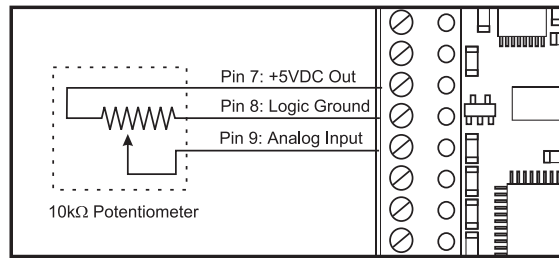 Pin 7: +5VDC Out
Pin 8: Logic Ground
Pin 9: Analog Input
10kΩ Potentiometer